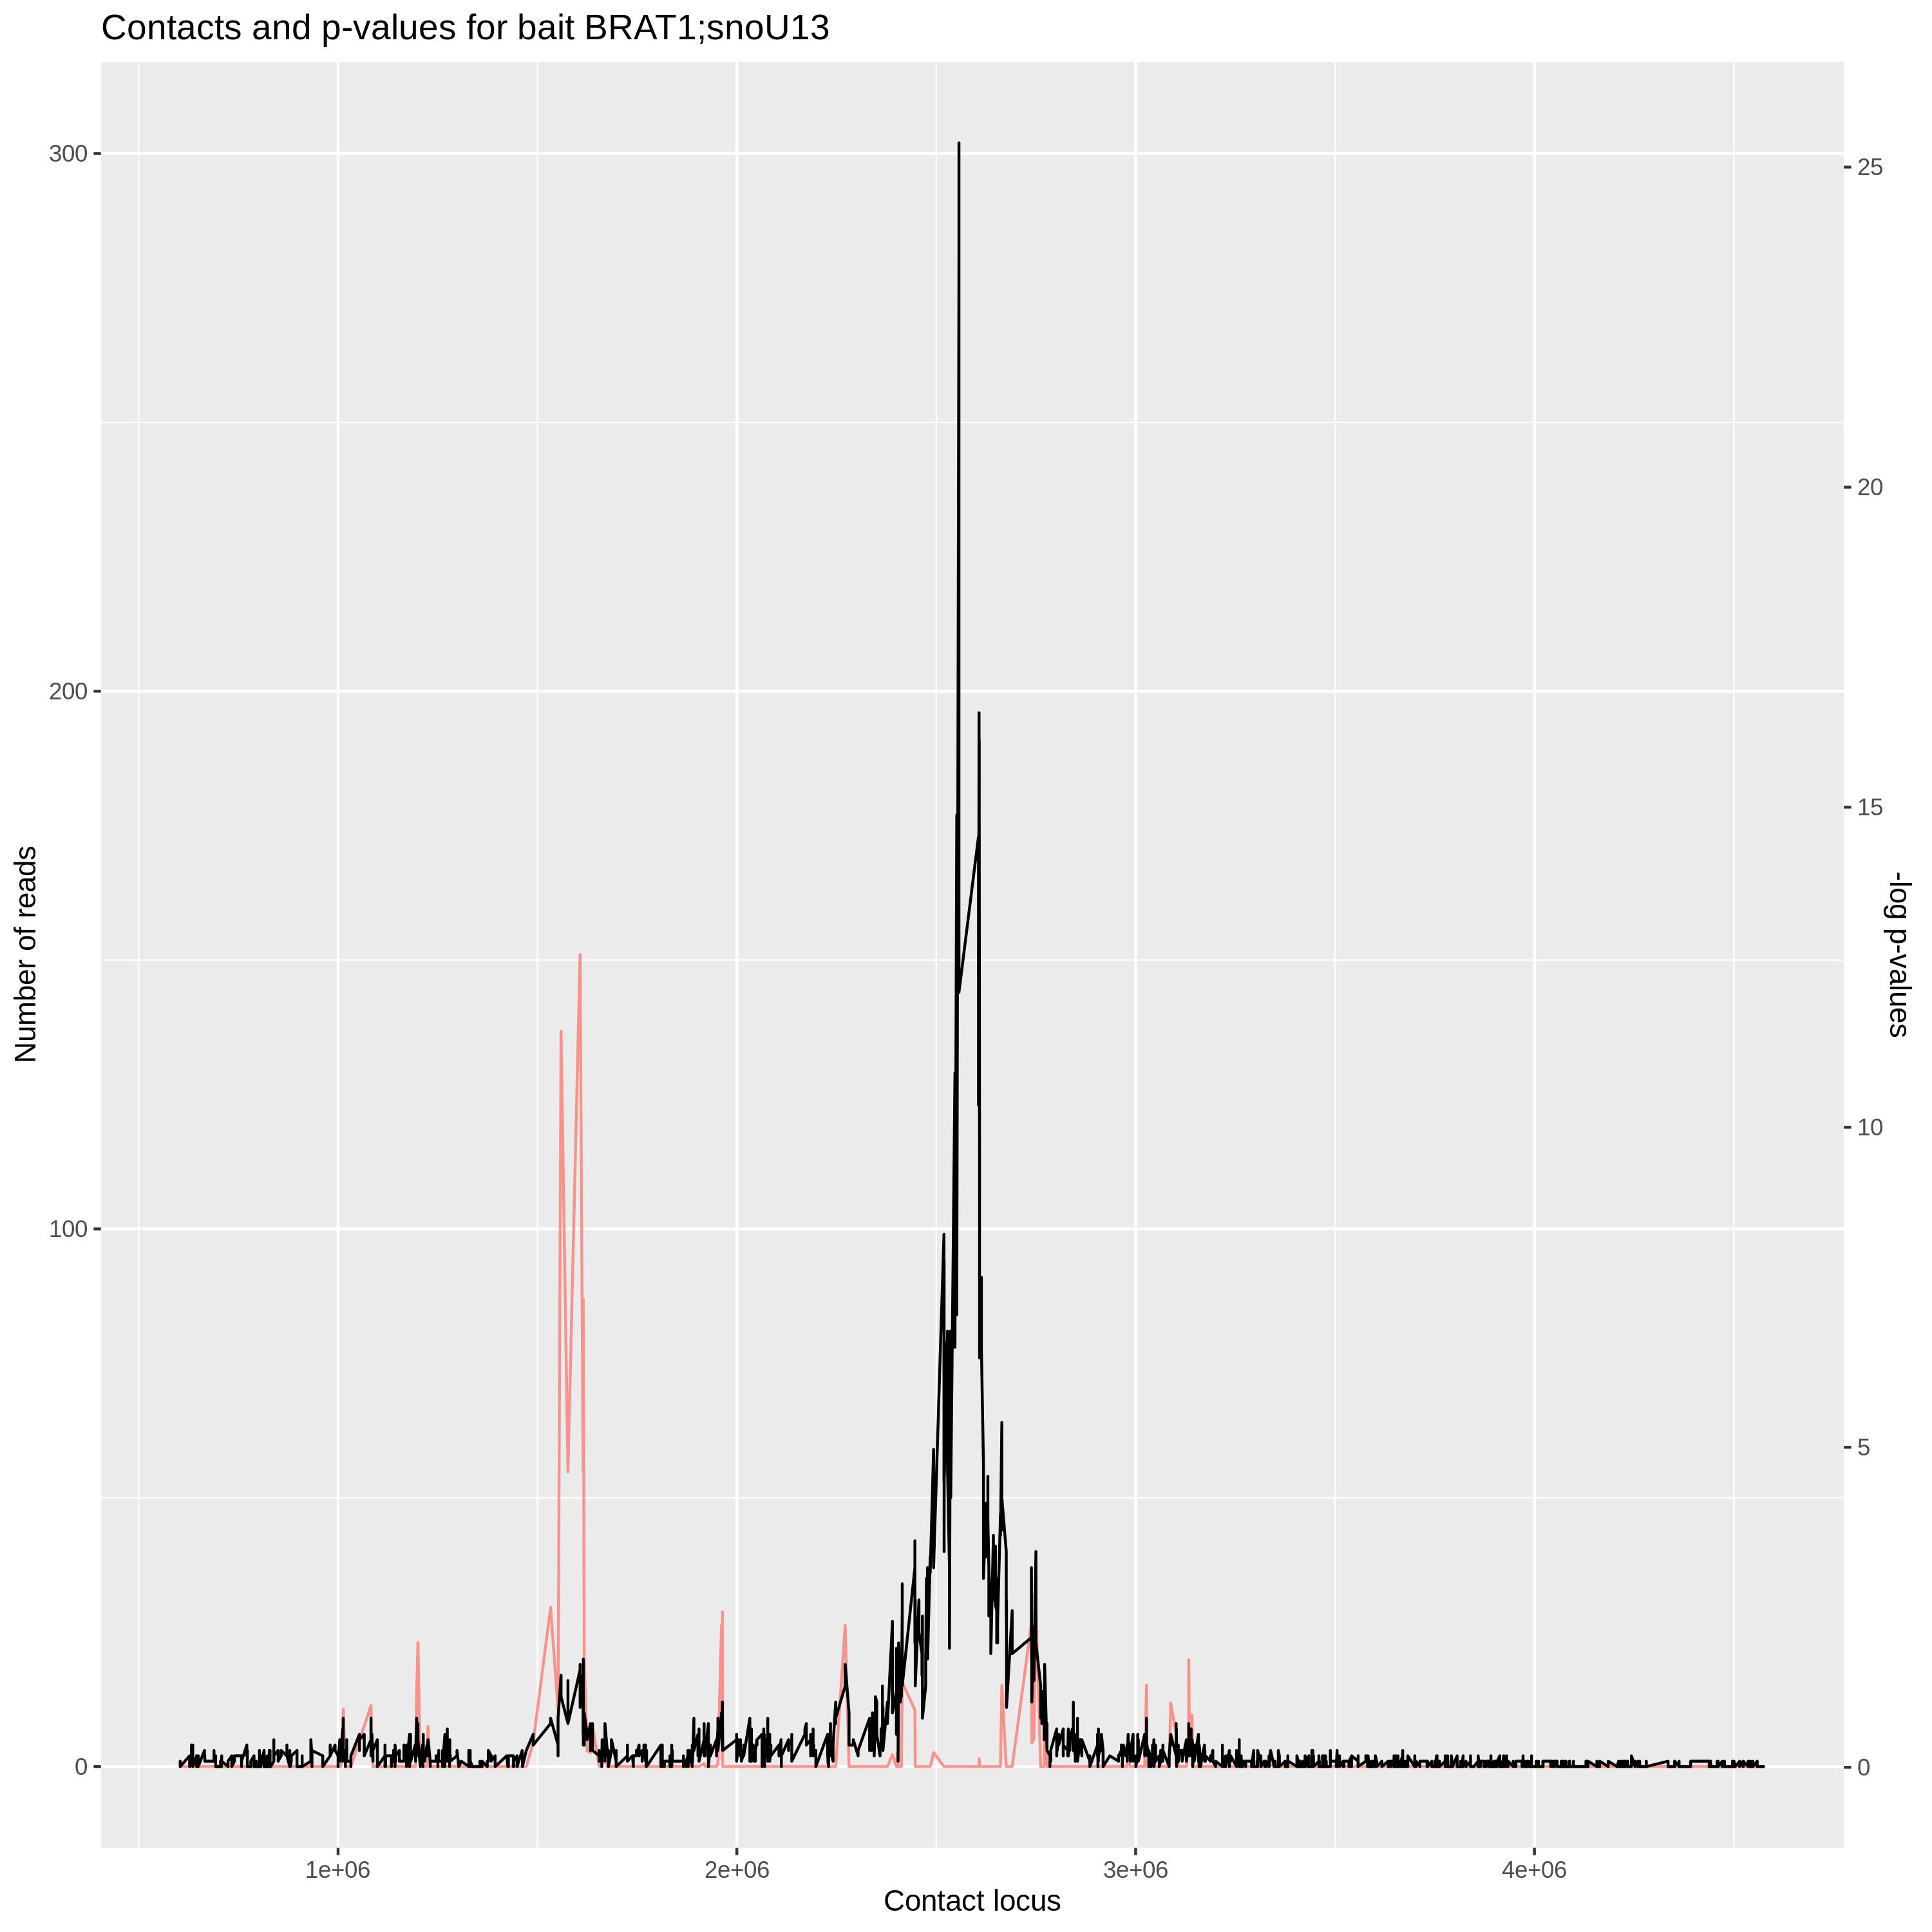 Contacts and p-values for bait BRAT1;snoU13
300
200
100
0
Number of reads
25
20
15
10
5
0
-log p-values
1e+06
2e+06
3e+06
4e+06
Contact locus